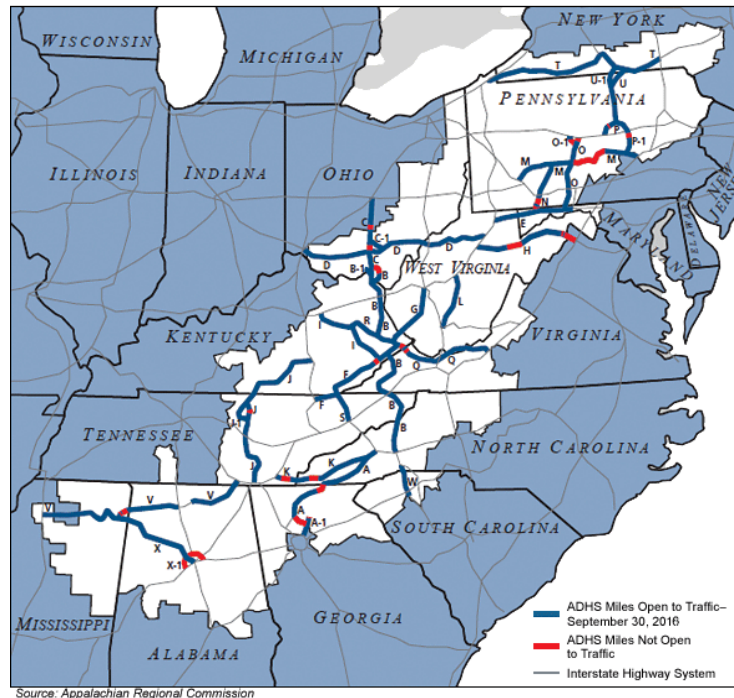 NEW YORK
WISCONSIN
MICHIGAN
T
T
U-1
U
PENNSYLVANIA
P
O-1
O
P-1
M
M
M
O
N
ILLINOIS
INDIANA
OHIO
NEW JERSEY
MARYLAND
DELAWARE
E
C
C-1
D
D
D
H
B-1
C
B
WEST VIRGINIA
G
L
B
R
B
I
I
KENTUCKY
VIRGINIA
F
B
Q
Q
J
F
S
B
J
J-1
TENNESSEE
B
NORTH CAROLINA
J
K
K
A
W
V
V
V
A
A-1
SOUTH CAROLINA
X
X-1
MISSISSIPPI
ALABAMA
GEORGIA
ADHS Miles Open to Traffic–
September 30, 2016
ADHS Miles Not Open
to Traffic
Interstate Highway System
Source: Appalachian Regional Commission